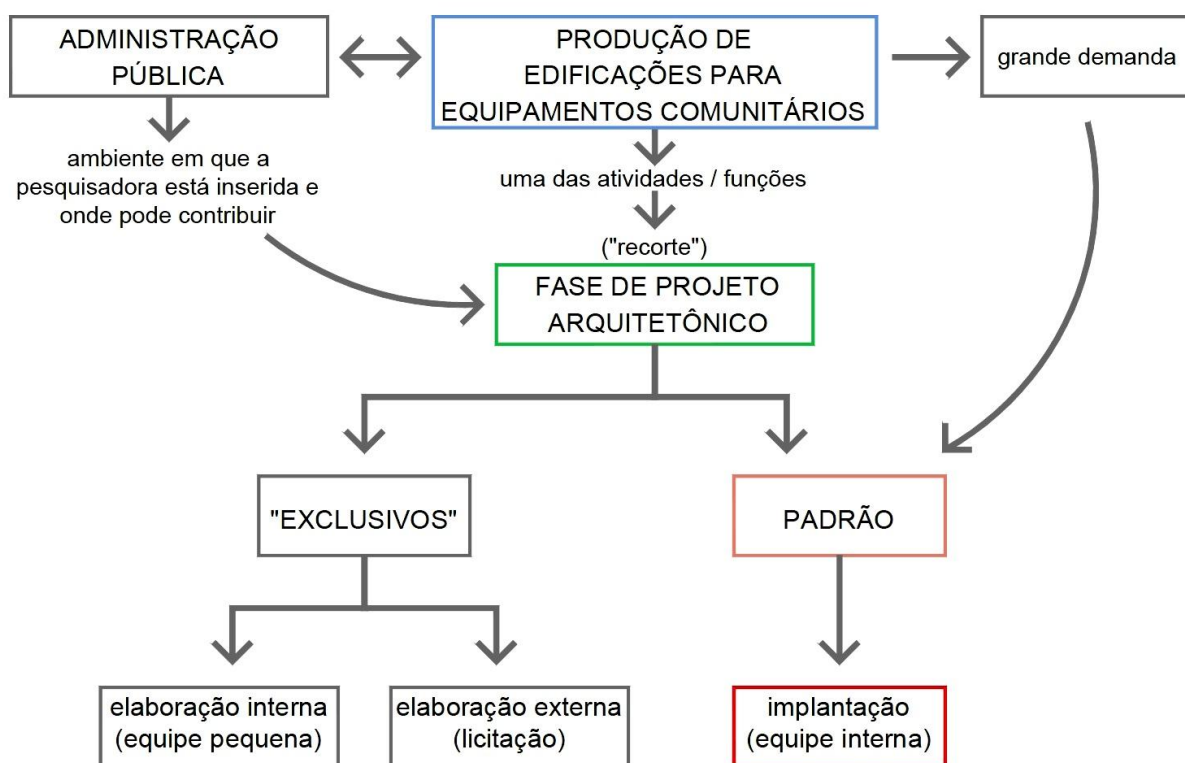 ADMINISTRAÇÃO
PÚBLICA
PRODUÇÃO DE
EDIFICAÇÕES PARA
EQUIPAMENTOS COMUNITÁRIOS
grande demanda
ambiente em que a
pesquisadora está inserida e
onde pode contribuir
uma das atividades / funções
("recorte")
FASE DE PROJETO
ARQUITETÔNICO
"EXCLUSIVOS"
PADRÃO
elaboração interna
(equipe pequena)
elaboração externa
(licitação)
implantação
(equipe interna)